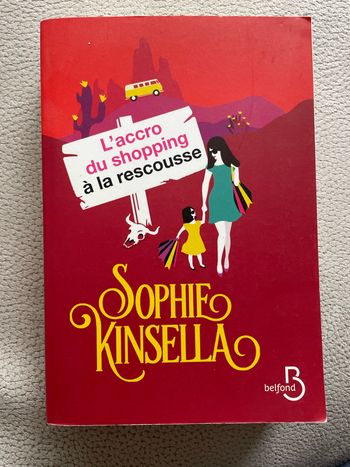 L'accro
du shopping
à la rescousse
SOPHIE
KINSELLA
belfond